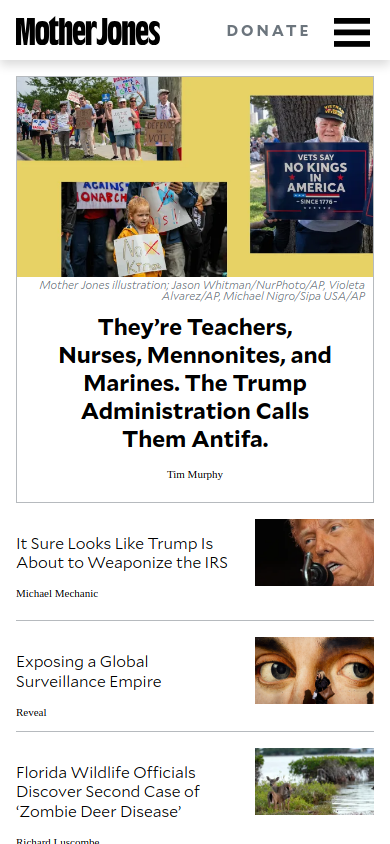 Mother Jones
DONATE
DEFEND
VOTE
AGAINST
MONARCH
No
Kings
VETS SAY
NO KINGS
IN
AMERICA
-SINCE 1776-
Mother Jones illustration; Jason Whitman/NurPhoto/AP, Violeta
Alvarez/AP, Michael Nigro/Sipa USA/AP
They’re Teachers,
Nurses, Mennonites, and
Marines. The Trump
Administration Calls
Them Antifa.
Tim Murphy
It Sure Looks Like Trump Is
About to Weaponize the IRS
Michael Mechanic
Exposing a Global
Surveillance Empire
Reveal
Florida Wildlife Officials
Discover Second Case of
‘Zombie Deer Disease’
Richard Luscombe